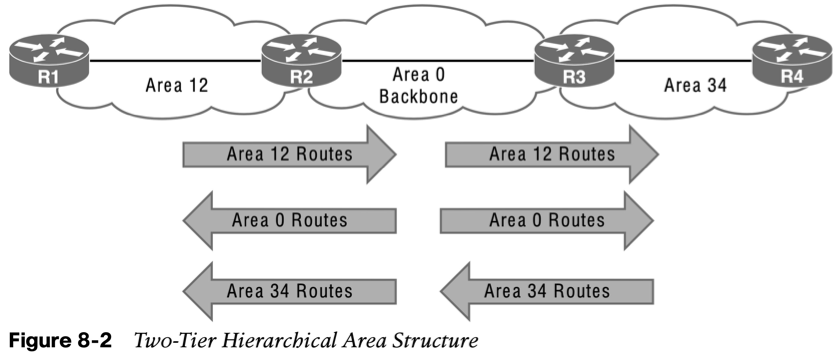 R1
Area 12
R2
Area 0
Backbone
R3
Area 34
R4
Area 12 Routes
Area 12 Routes
Area 0 Routes
Area 0 Routes
Area 34 Routes
Area 34 Routes
Figure 8-2 Two-Tier Hierarchical Area Structure